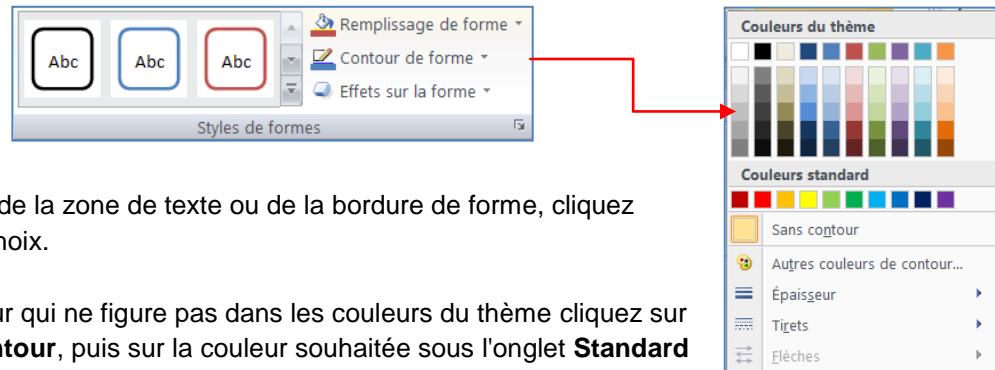 Abc
Abc
Abc
Remplissage de forme
Contour de forme
Effets sur la forme
Styles de formes
Couleurs du thème
Couleurs standard
Sans contour
Autres couleurs de contour...
Épaisseur
Tirets
Flèches
de la zone de texte ou de la bordure de forme, cliquez
noix.
ur qui ne figure pas dans les couleurs du thème cliquez sur
ntour, puis sur la couleur souhaitée sous l'onglet Standard